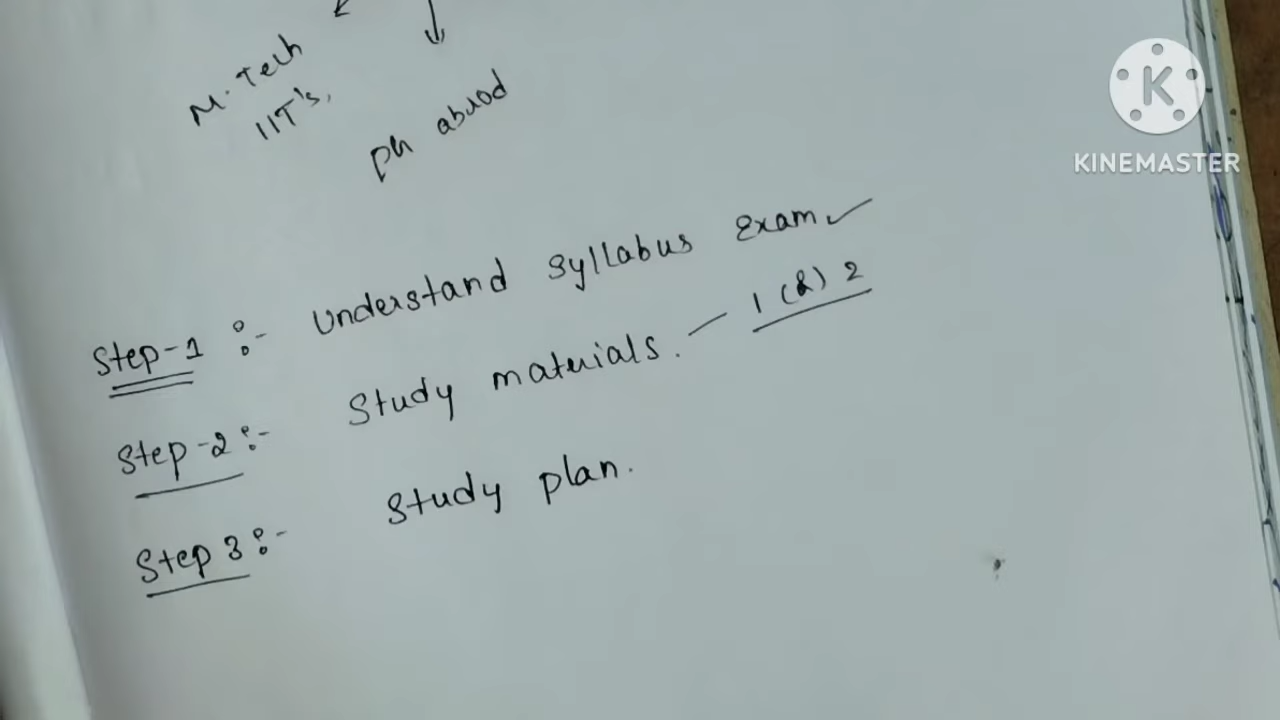 M.Tech
IIT's,
ph abrod
K
KINEMASTER
Step-1 :- Understand syllabus Exam ✓
Step-2 :- Study materials. - 1 (&) 2
Step 3 :- Study plan.